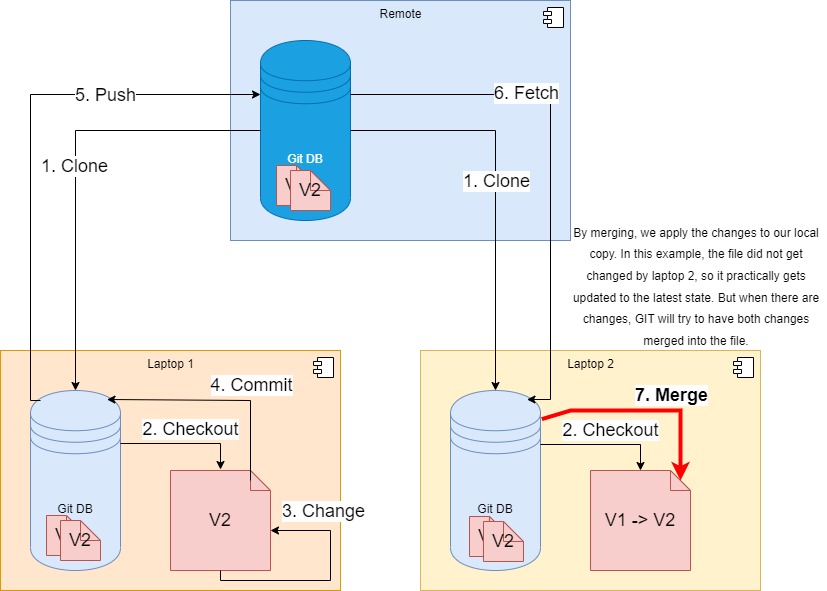 Remote
5. Push
6. Fetch
Git DB
V2
1. Clone
1. Clone
By merging, we apply the changes to our local
copy. In this example, the file did not get
changed by laptop 2, so it practically gets
updated to the latest state. But when there are
changes, GIT will try to have both changes
merged into the file.
Laptop 1
4. Commit
2. Checkout
3. Change
Git DB
V2
V2
Laptop 2
7. Merge
2. Checkout
Git DB
V2
V1 -> V2